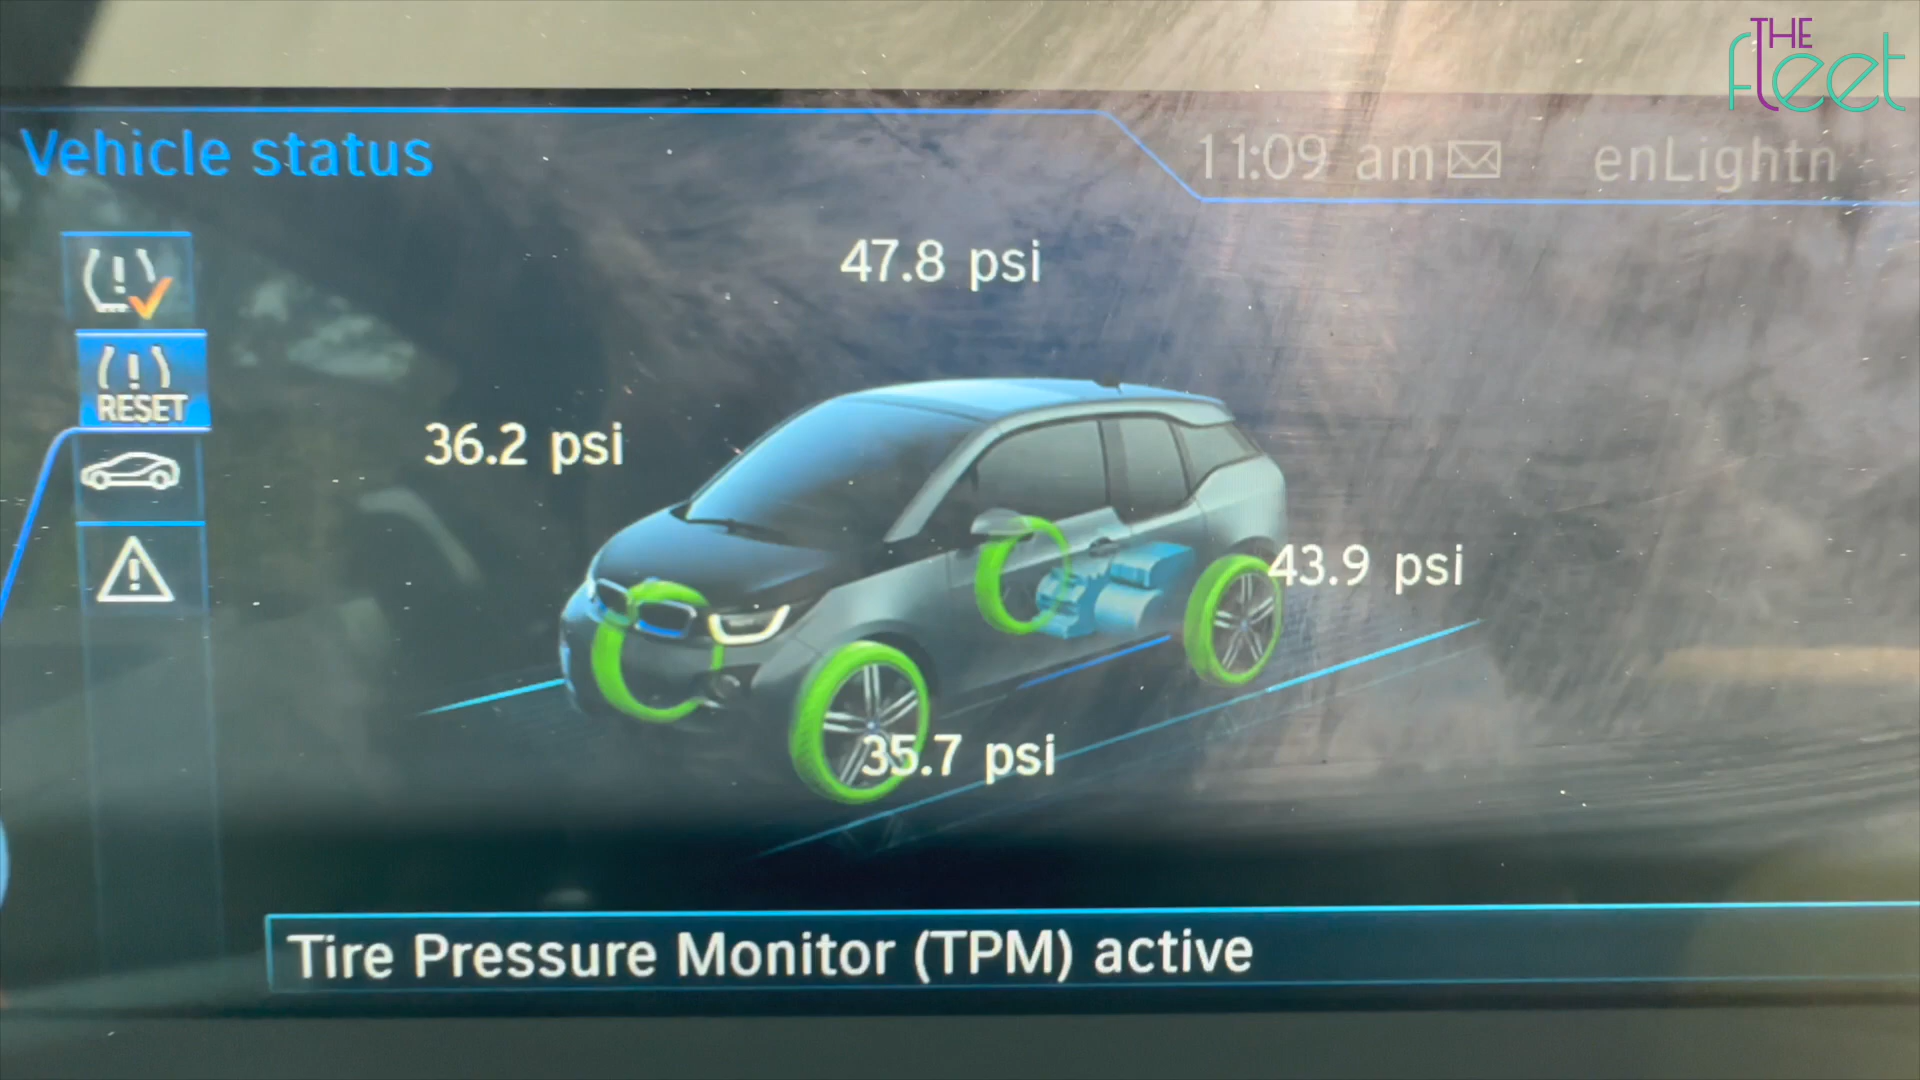 THE
fleet
Vehicle status
11:09 am
enLightn
47.8 psi
36.2 psi
RESET
43.9 psi
35.7 psi
Tire Pressure Monitor (TPM) active